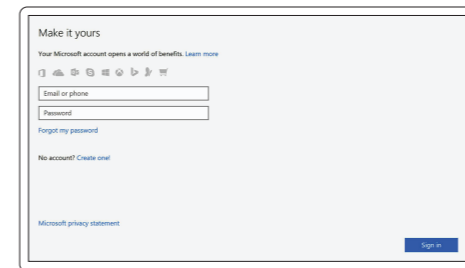 Make it yours
Your Microsoft account opens a world of benefits. Learn more
Email or phone
Password
Forgot my password
No account? Create one!
Microsoft privacy statement
Sign in